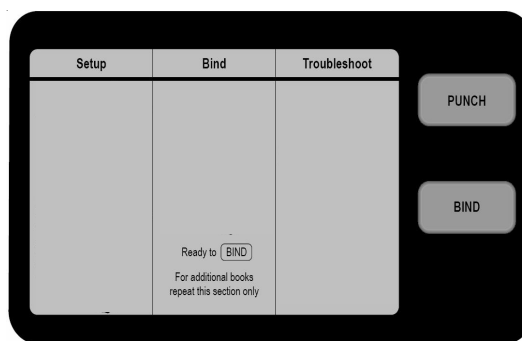 Setup
Bind
Troubleshoot
Ready to BIND
For additional books
repeat this section only
PUNCH
BIND